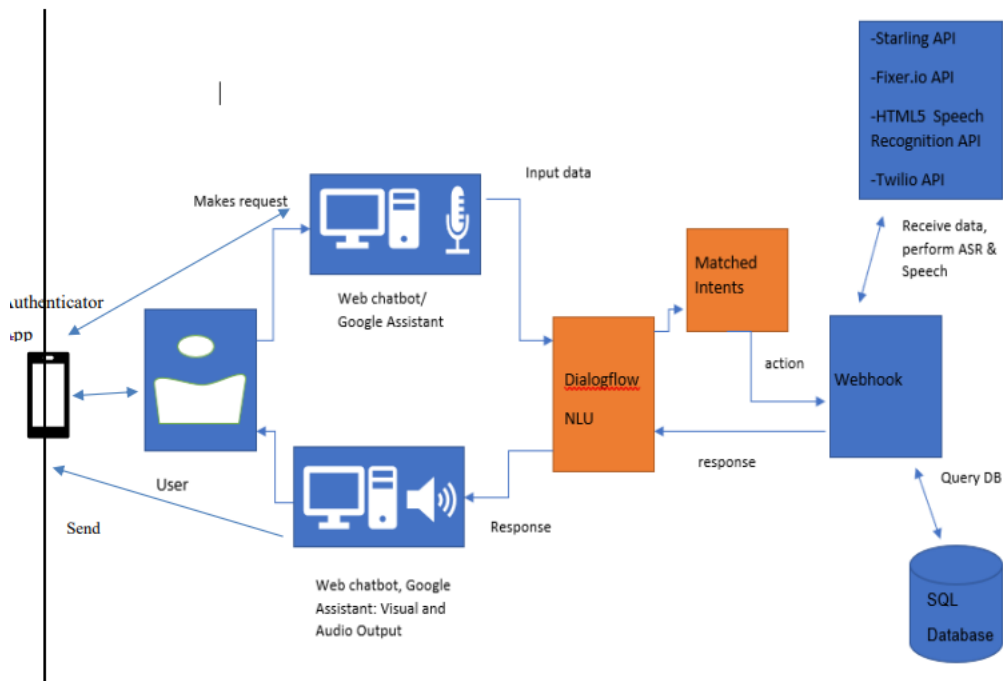 -Starling API
-Fixer.io API
-HTML5 Speech
Recognition API
-Twilio API
Makes request
Input data
Receive data,
perform ASR &
Speech
Web chatbot/
Google Assistant
Matched
Intents
Authenticator
App
Dialogflow
NLU
action
Webhook
response
User
Send
Response
Query DB
Web chatbot, Google
Assistant: Visual and
Audio Output
SQL
Database